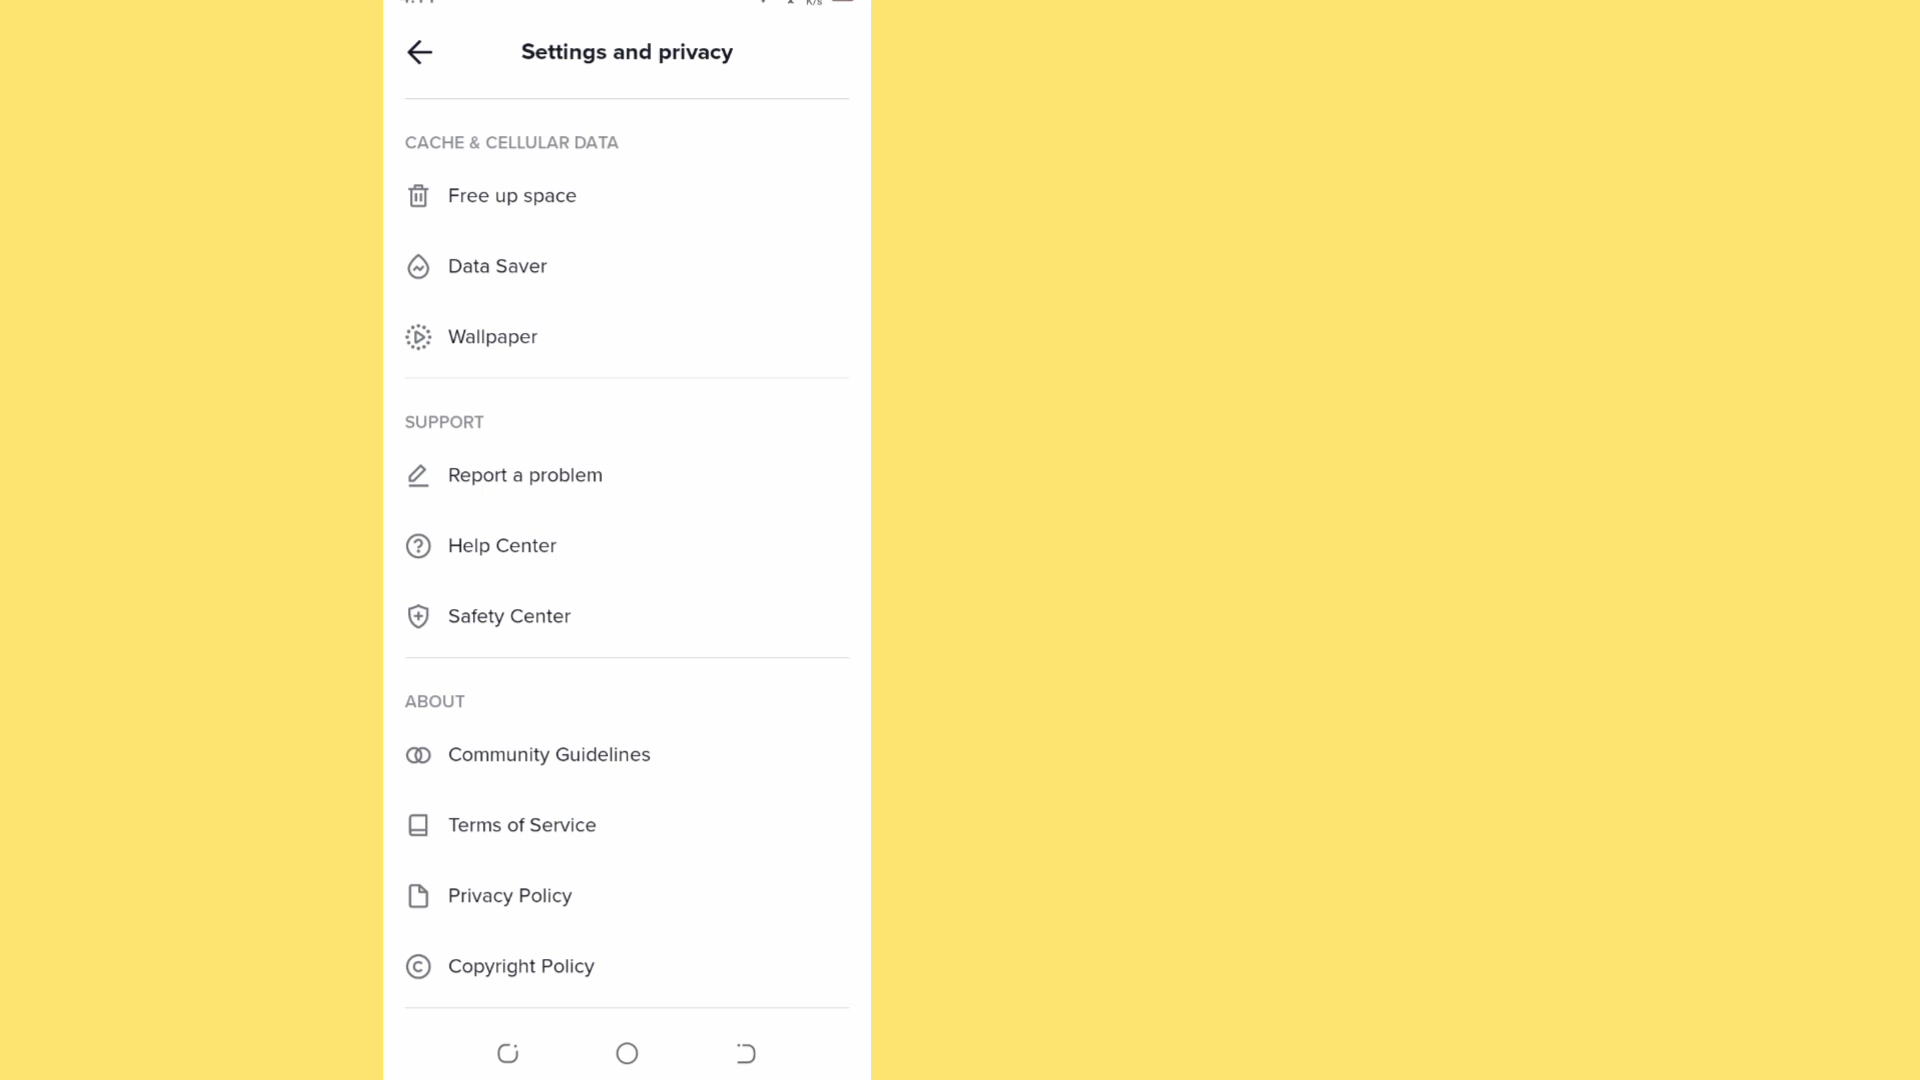 K/s
Settings and privacy
CACHE & CELLULAR DATA
Free up space
Data Saver
Wallpaper
SUPPORT
Report a problem
Help Center
Safety Center
ABOUT
Community Guidelines
Terms of Service
Privacy Policy
Copyright Policy